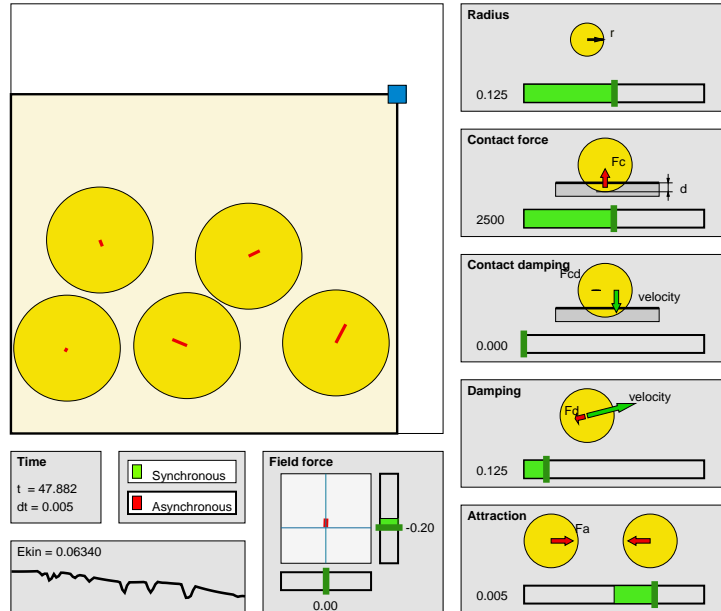 Radius
r
0.125
Contact force
Fc
d
2500
Contact damping
Fcd
velocity
0.000
Damping
velocity
Fd
0.125
Attraction
Fa
0.005
Time
t = 47.882
dt = 0.005
Synchronous
Asynchronous
Field force
-0.20
0.00
Ekin = 0.06340